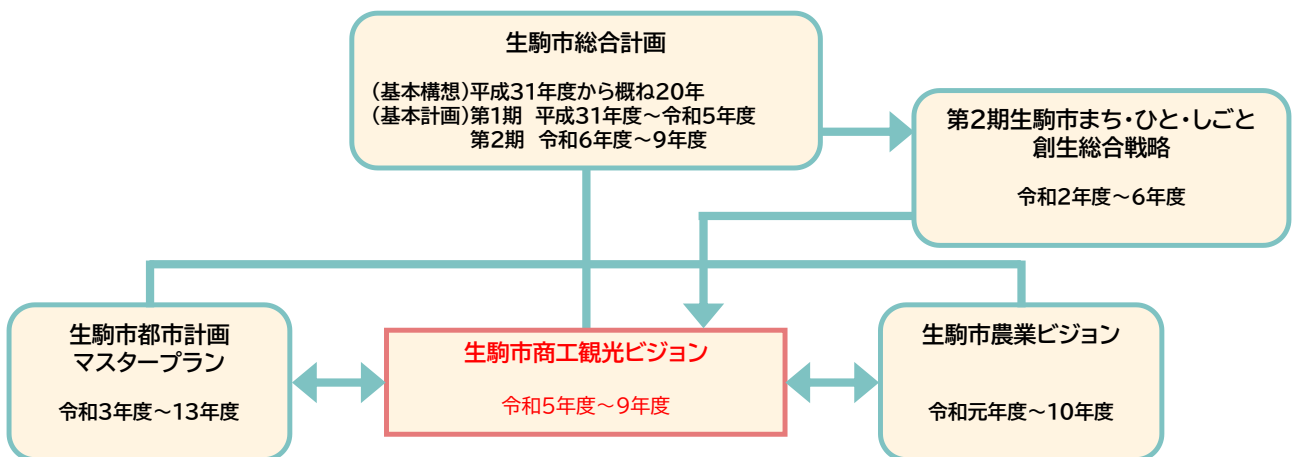 生駒市総合計画
(基本構想)平成31年度から概ね20年
(基本計画)第1期 平成31年度~令和5年度
第2期 令和6年度~9年度
第2期生駒市まち・ひと・しごと
創生総合戦略
令和2年度~6年度
生駒市都市計画
マスタープラン
令和3年度~13年度
生駒市商工観光ビジョン
令和5年度~9年度
生駒市農業ビジョン
令和元年度~10年度